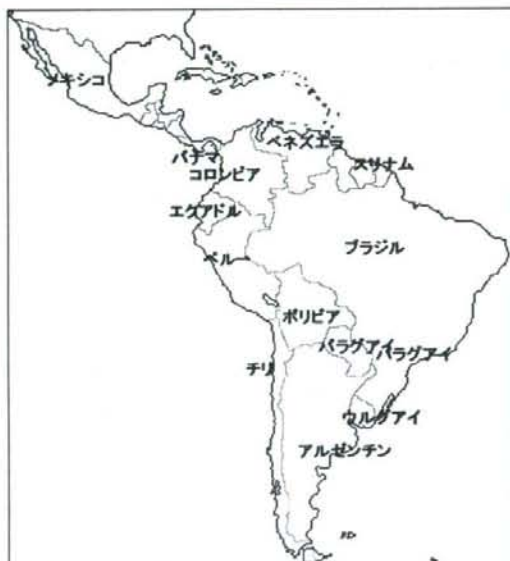 メキシコ
パナマ
ベネズエラ
コロンビア
スリナム
エクアドル
ペルー
ブラジル
ボリビア
パラグアイ
パラグアイ
チリ
ウルグアイ
アルゼンチン